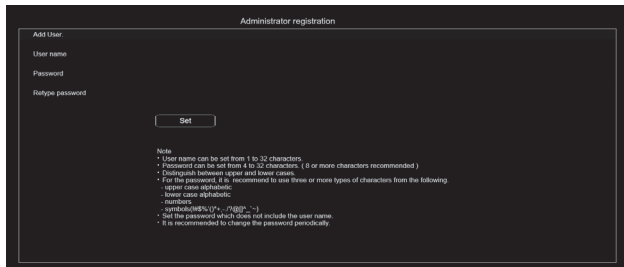 Administrator registration
Add User
User name
Password
Retype password
Set
Note
・User name can be set from 1 to 32 characters.
・Password can be set from 4 to 32 characters. ( 8 or more characters recommended )
・Distinguish between upper and lower cases.
・For the password, it is recommend to use three or more types of characters from the following.
- upper case alphabetic
- lower case alphabetic
- numbers
・Set the password which does not include the user name.
・It is recommended to change the password periodically.